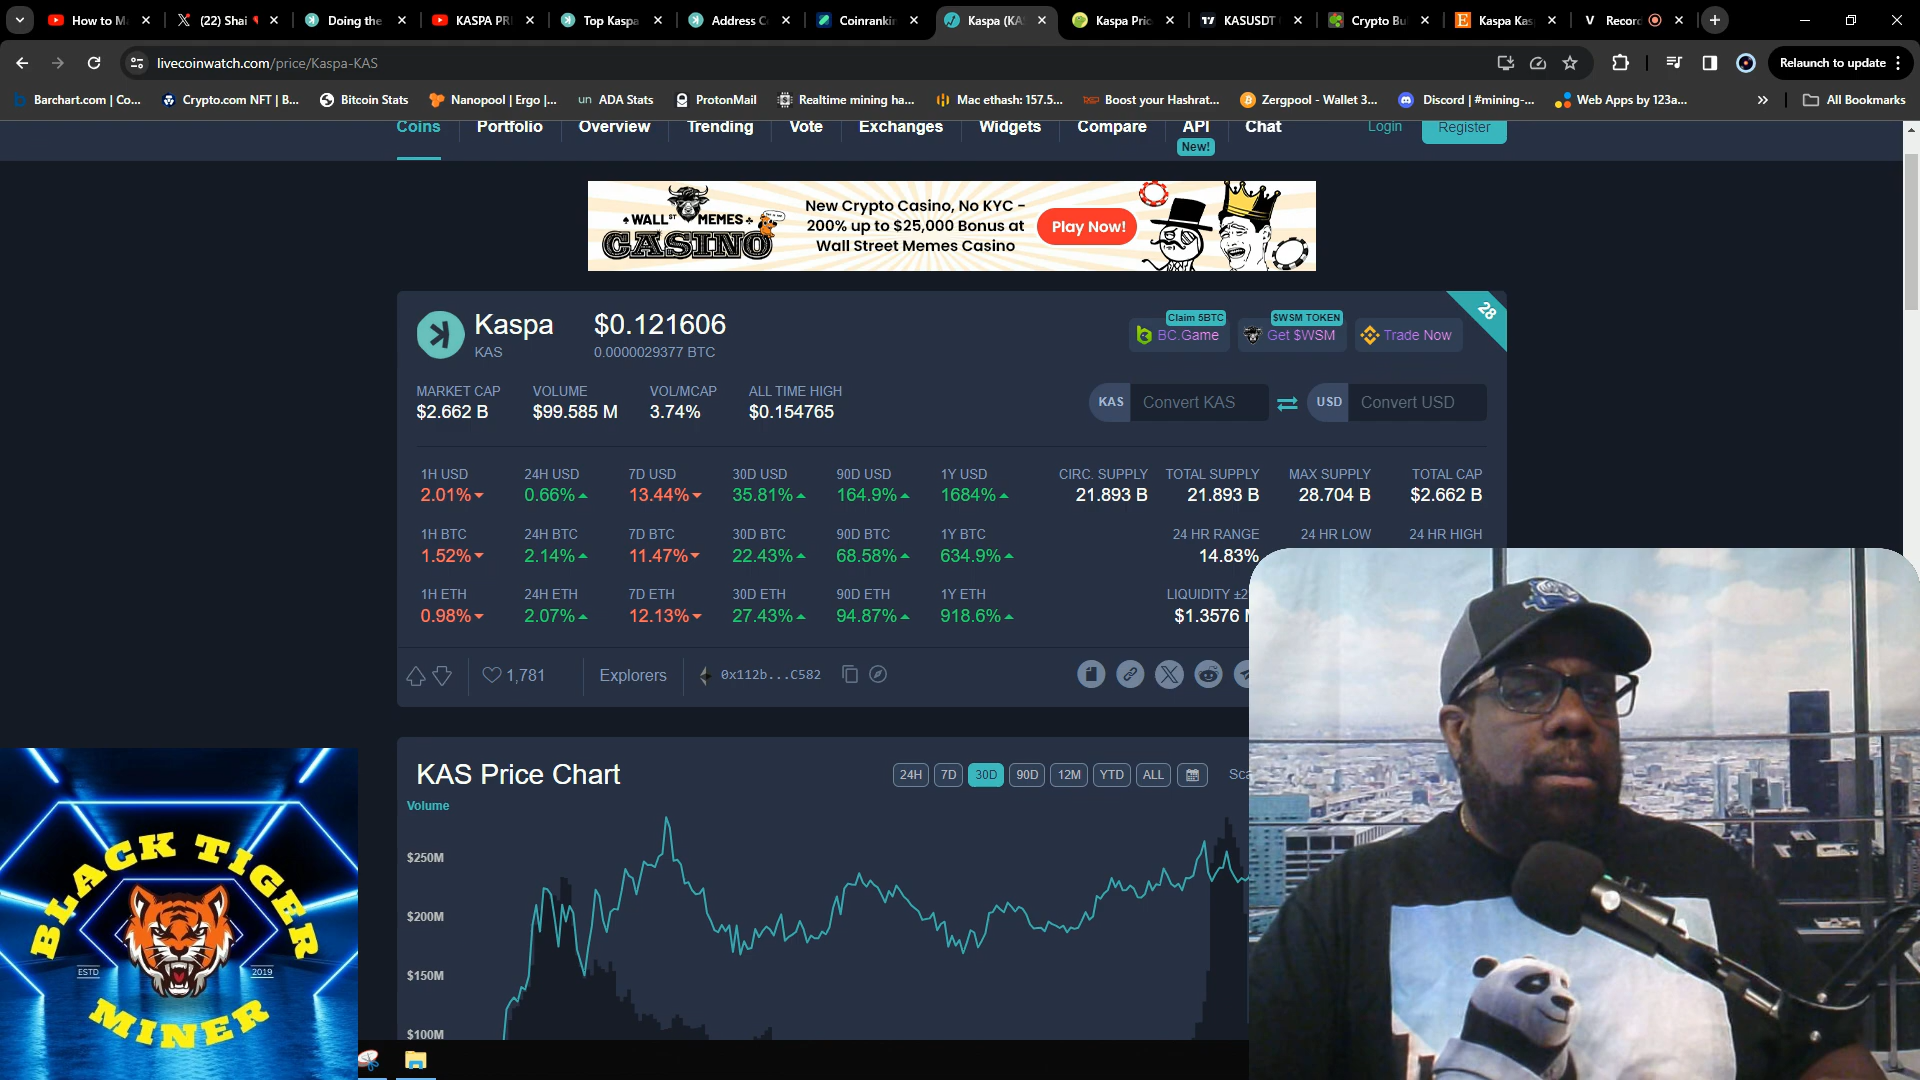 How to M
(22) Shai
Doing the
KASPA PR
Top Kaspa
Address C
Coinrankin
Kaspa (KA
Kaspa Pric
KASUSDT
Crypto Bu
Kaspa Kas
V Record
livecoinwatch.com/price/Kaspa-KAS
Relaunch to update
Barchart.com | Co...
Crypto.com NFT | B...
Bitcoin Stats
Nanopool | Ergo |...
un ADA Stats
ProtonMail
Realtime mining ha...
Mac ethash: 157.5...
Boost your Hashrat...
Zergpool - Wallet 3...
Discord | #mining-...
Web Apps by 123a...
All Bookmarks
Coins Portfolio Overview Trending Vote Exchanges Widgets Compare API Chat Login Register
New!
WALL ST MEMES
CASINO
New Crypto Casino, No KYC -
200% up to $25,000 Bonus at
Wall Street Memes Casino
Play Now!
Kaspa $0.121606
KAS 0.0000029377 BTC
Claim 5BTC
BC.Game
$WSM TOKEN
Get $WSM
Trade Now
28
MARKET CAP VOLUME VOL/MCAP ALL TIME HIGH
$2.662 B $99.585 M 3.74% $0.154765
KAS Convert KAS USD Convert USD
1H USD 24H USD 7D USD 30D USD 90D USD 1Y USD CIRC. SUPPLY TOTAL SUPPLY MAX SUPPLY TOTAL CAP
2.01% 0.66% 13.44% 35.81% 164.9% 1684% 21.893 B 21.893 B 28.704 B $2.662 B
1H BTC 24H BTC 7D BTC 30D BTC 90D BTC 1Y BTC 24 HR RANGE 24 HR LOW 24 HR HIGH
1.52% 2.14% 11.47% 22.43% 68.58% 634.9% 14.83%
1H ETH 24H ETH 7D ETH 30D ETH 90D ETH 1Y ETH LIQUIDITY ±2
0.98% 2.07% 12.13% 27.43% 94.87% 918.6% $1.3576
1,781 Explorers 0x112b...C582
KAS Price Chart
24H 7D 30D 90D 12M YTD ALL Sca
Volume
$250M
$200M
$150M
$100M
BLACK TIGER
ESTD 2019
MINER